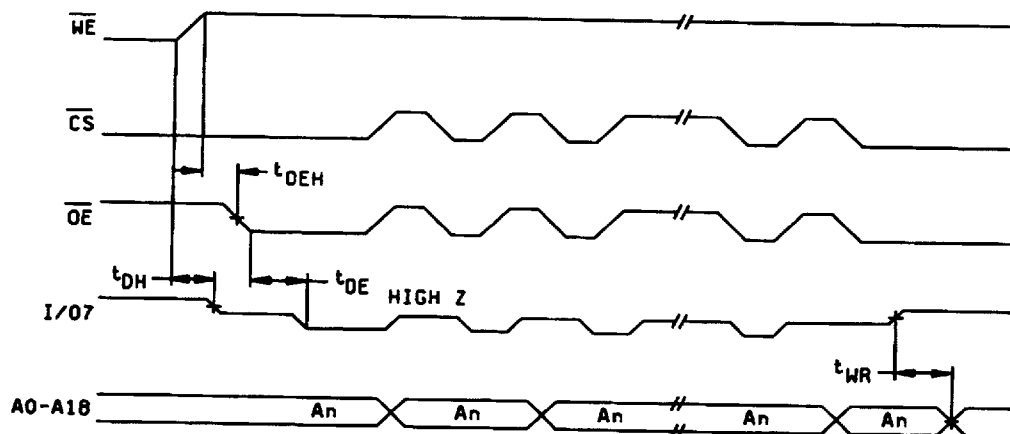 WE
//
CS
//
tOEH
OE
//
tDH
tOE
I/O7
HIGH Z
//
tWR
A0-A18
An
An
An
//
An
An